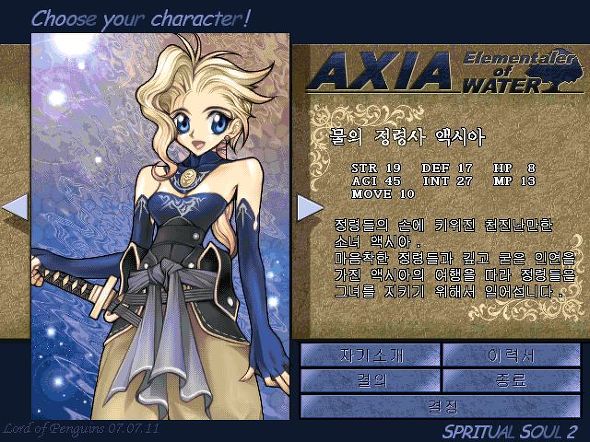 Choose your character!
AXIA
Elementaler
of
WATER
물의 정령사 액시아
STR 19 DEF 17 HP 8
AGI 45 INT 27 MP 13
MOVE 10
정령들의 손에 키워진 천진난만한
소녀 액시아 .
마음착한 정령들과 깊고 굳은 의연을
가진 액시아의 여행을 따라 정령들은
그녀를 지키기 위해서 일어섭니다 .
자기소개
이력서
결의
종료
결정
Lord of Penguins 07.07.11
SPRITUAL SOUL 2